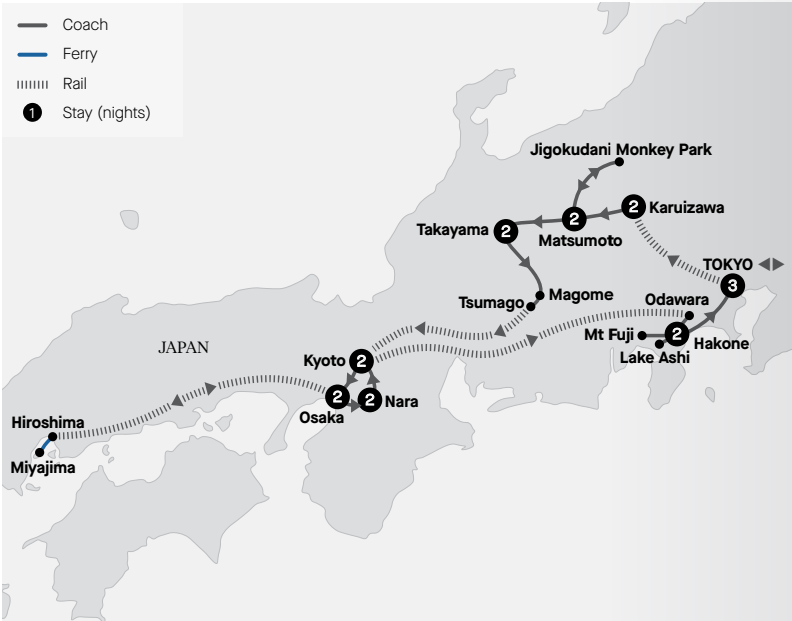 Coach
Ferry
Rail
1 Stay (nights)
Jigokudani Monkey Park
2 Karuizawa
Takayama 2
2
Matsumoto
TOKYO
3
Magome
Tsumago
Odawara
Mt Fuji 2 Hakone
Lake Ashi
JAPAN
Kyoto 2
2 2 Nara
Osaka
Hiroshima
Miyajima